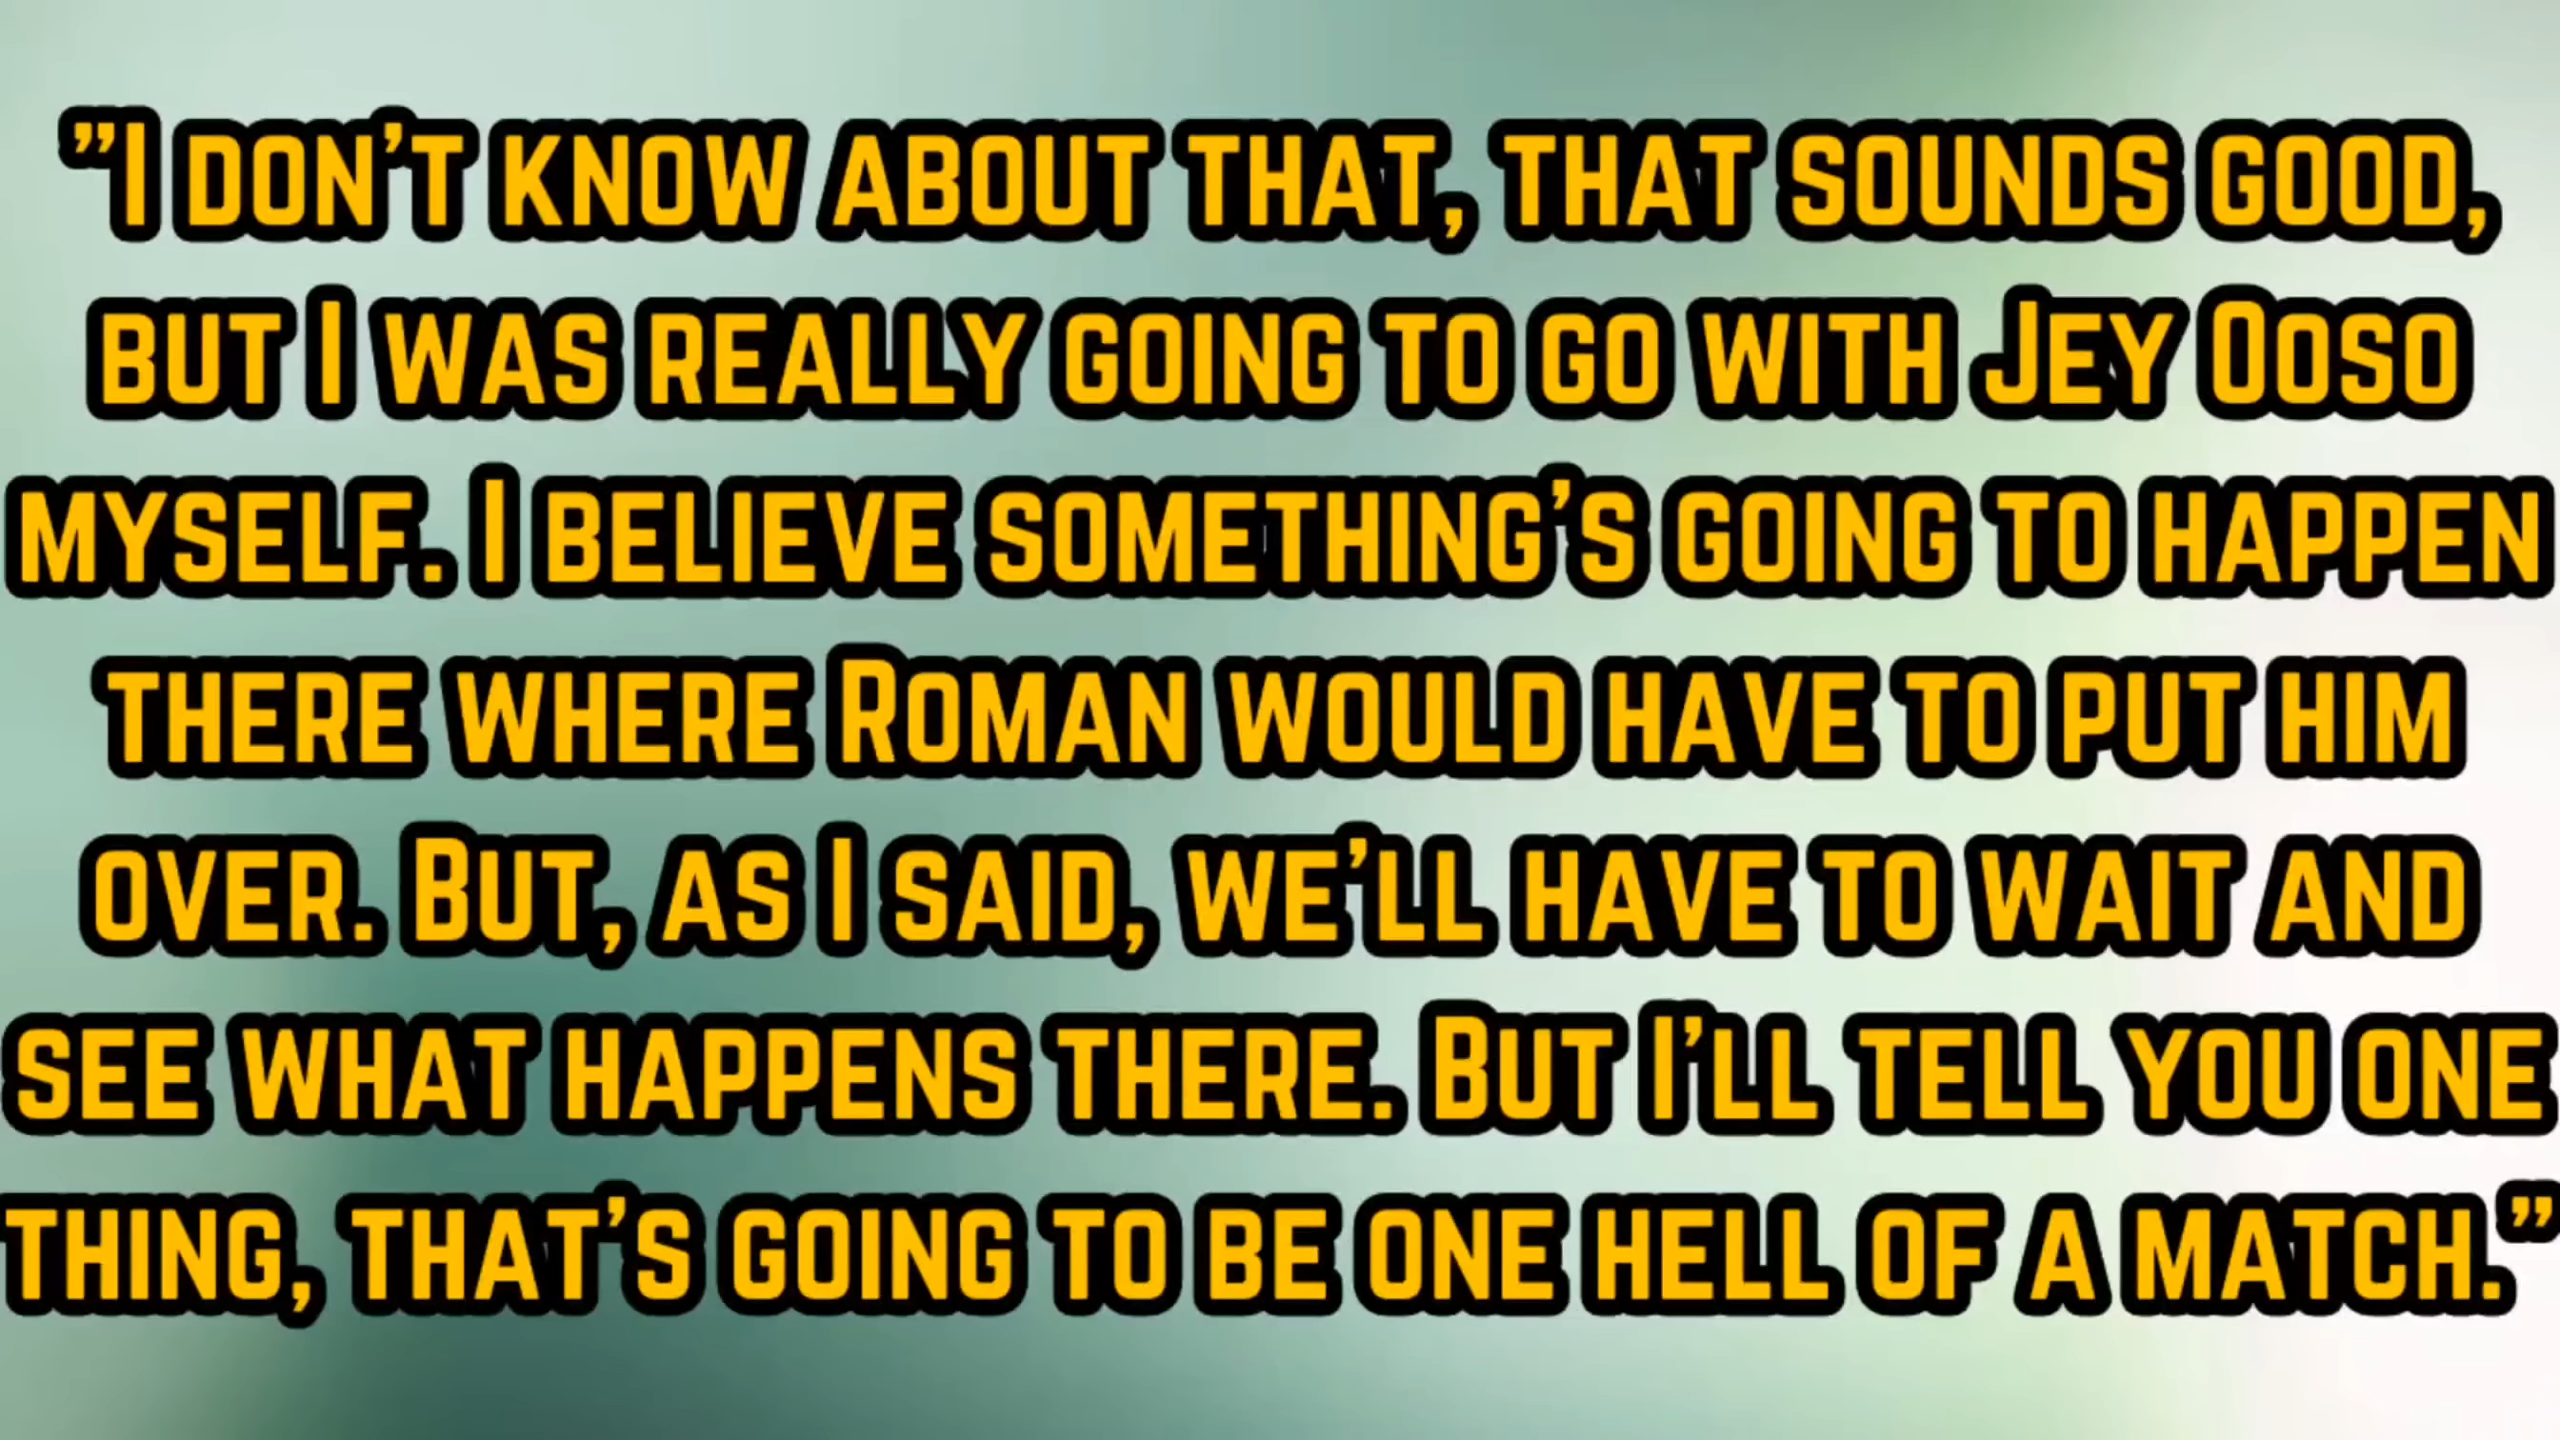 ”I don’t know about that, that sounds good,
but I was really going to go with Jey Ooso
myself. I believe something’s going to happen
there where Roman would have to put him
over. But, as I said, we’ll have to wait and
see what happens there. But I’ll tell you one
thing, that’s going to be one hell of a match.”